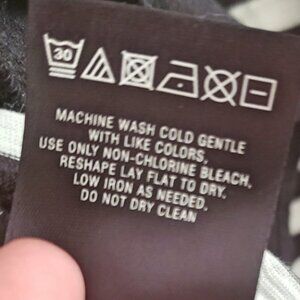 30
MACHINE WASH COLD GENTLE
WITH LIKE COLORS,
USE ONLY NON-CHLORINE BLEACH,
RESHAPE LAY FLAT TO DRY,
LOW IRON AS NEEDED,
DO NOT DRY CLEAN